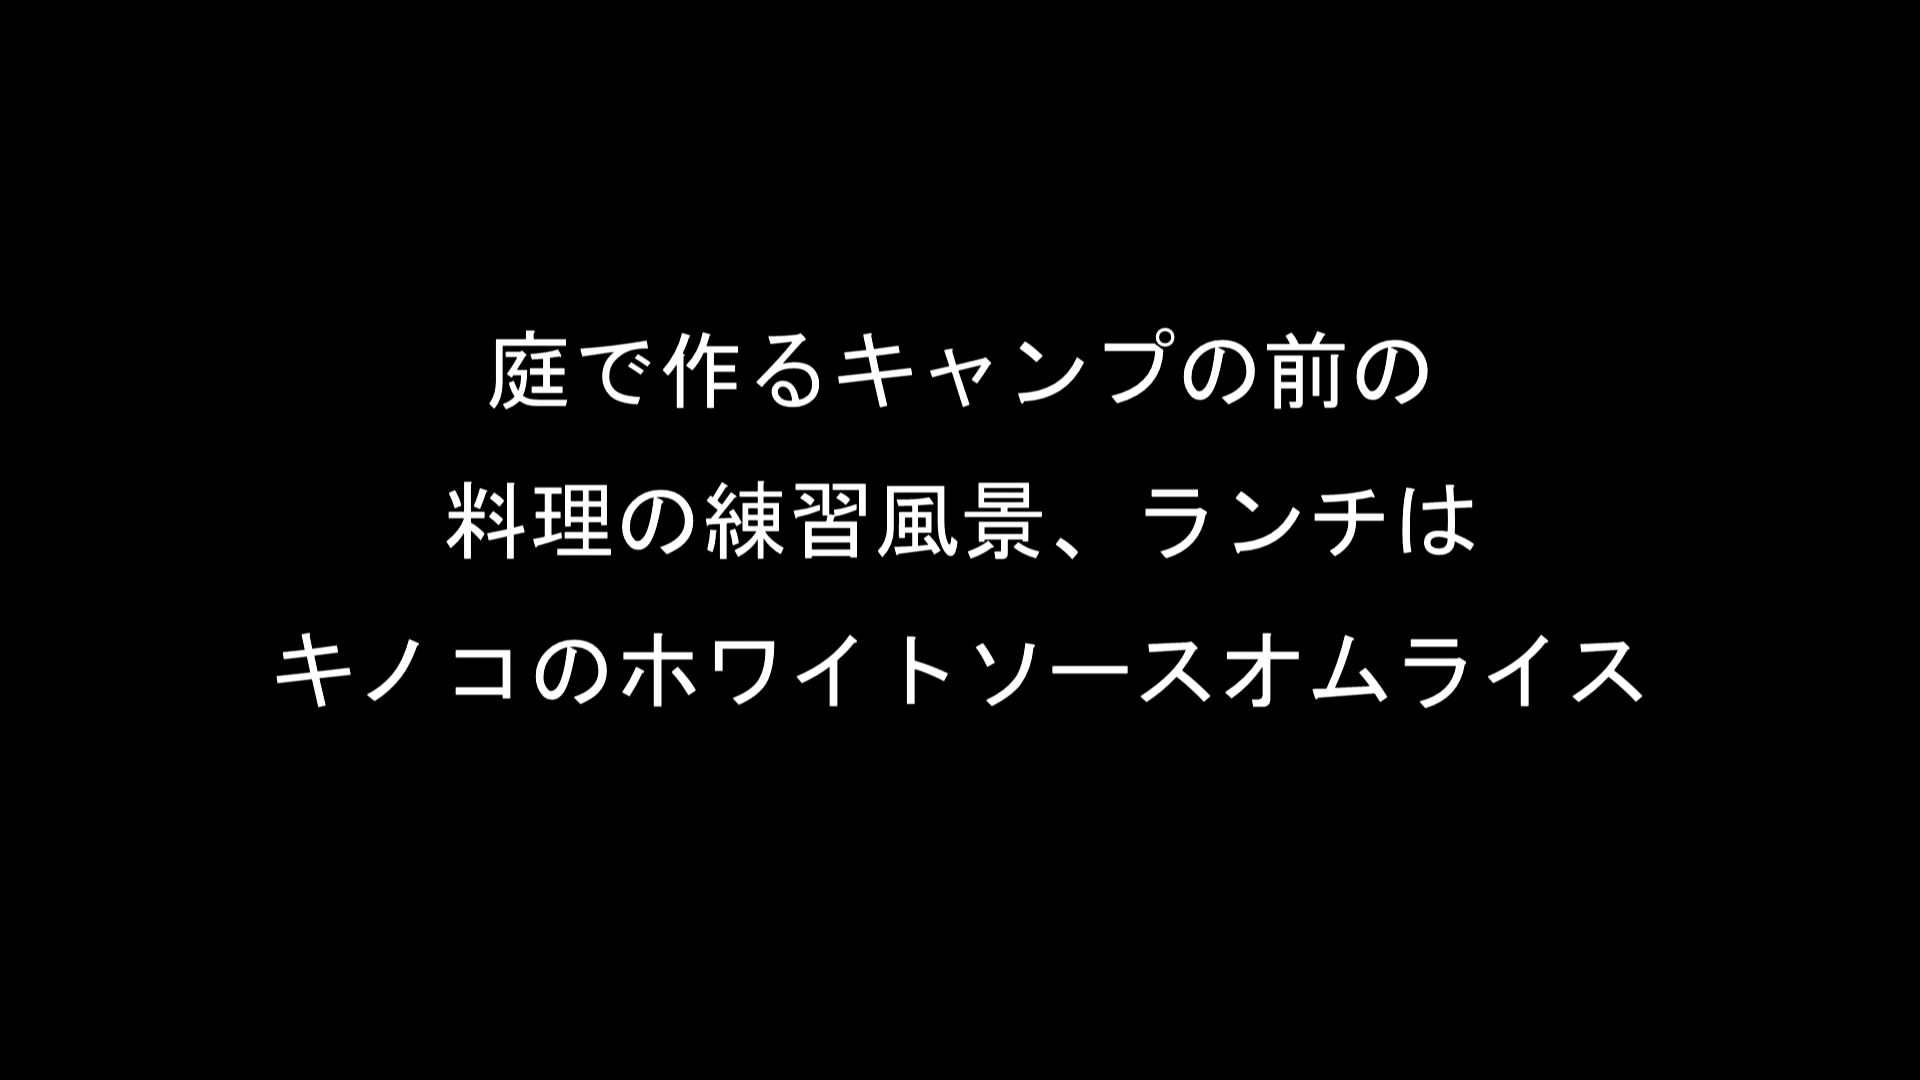 庭で作るキャンプの前の
料理の練習風景、ランチは
キノコのホワイトソースオムライス